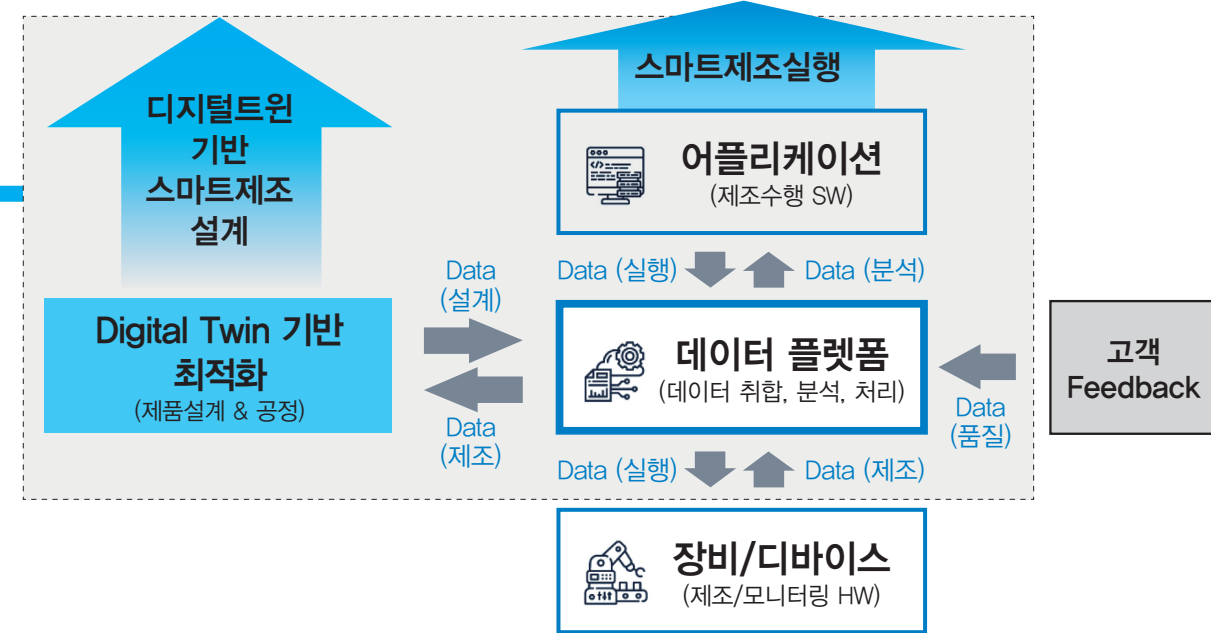 디지털트윈
기반
스마트제조
설계
스마트제조실행
어플리케이션
(제조수행 SW)
Data (실행)
Data (분석)
Data
(설계)
Digital Twin 기반
최적화
(제품설계 & 공정)
Data
(제조)
데이터 플렛폼
(데이터 취합, 분석, 처리)
Data
(품질)
고객
Feedback
Data (실행)
Data (제조)
장비/디바이스
(제조/모니터링 HW)